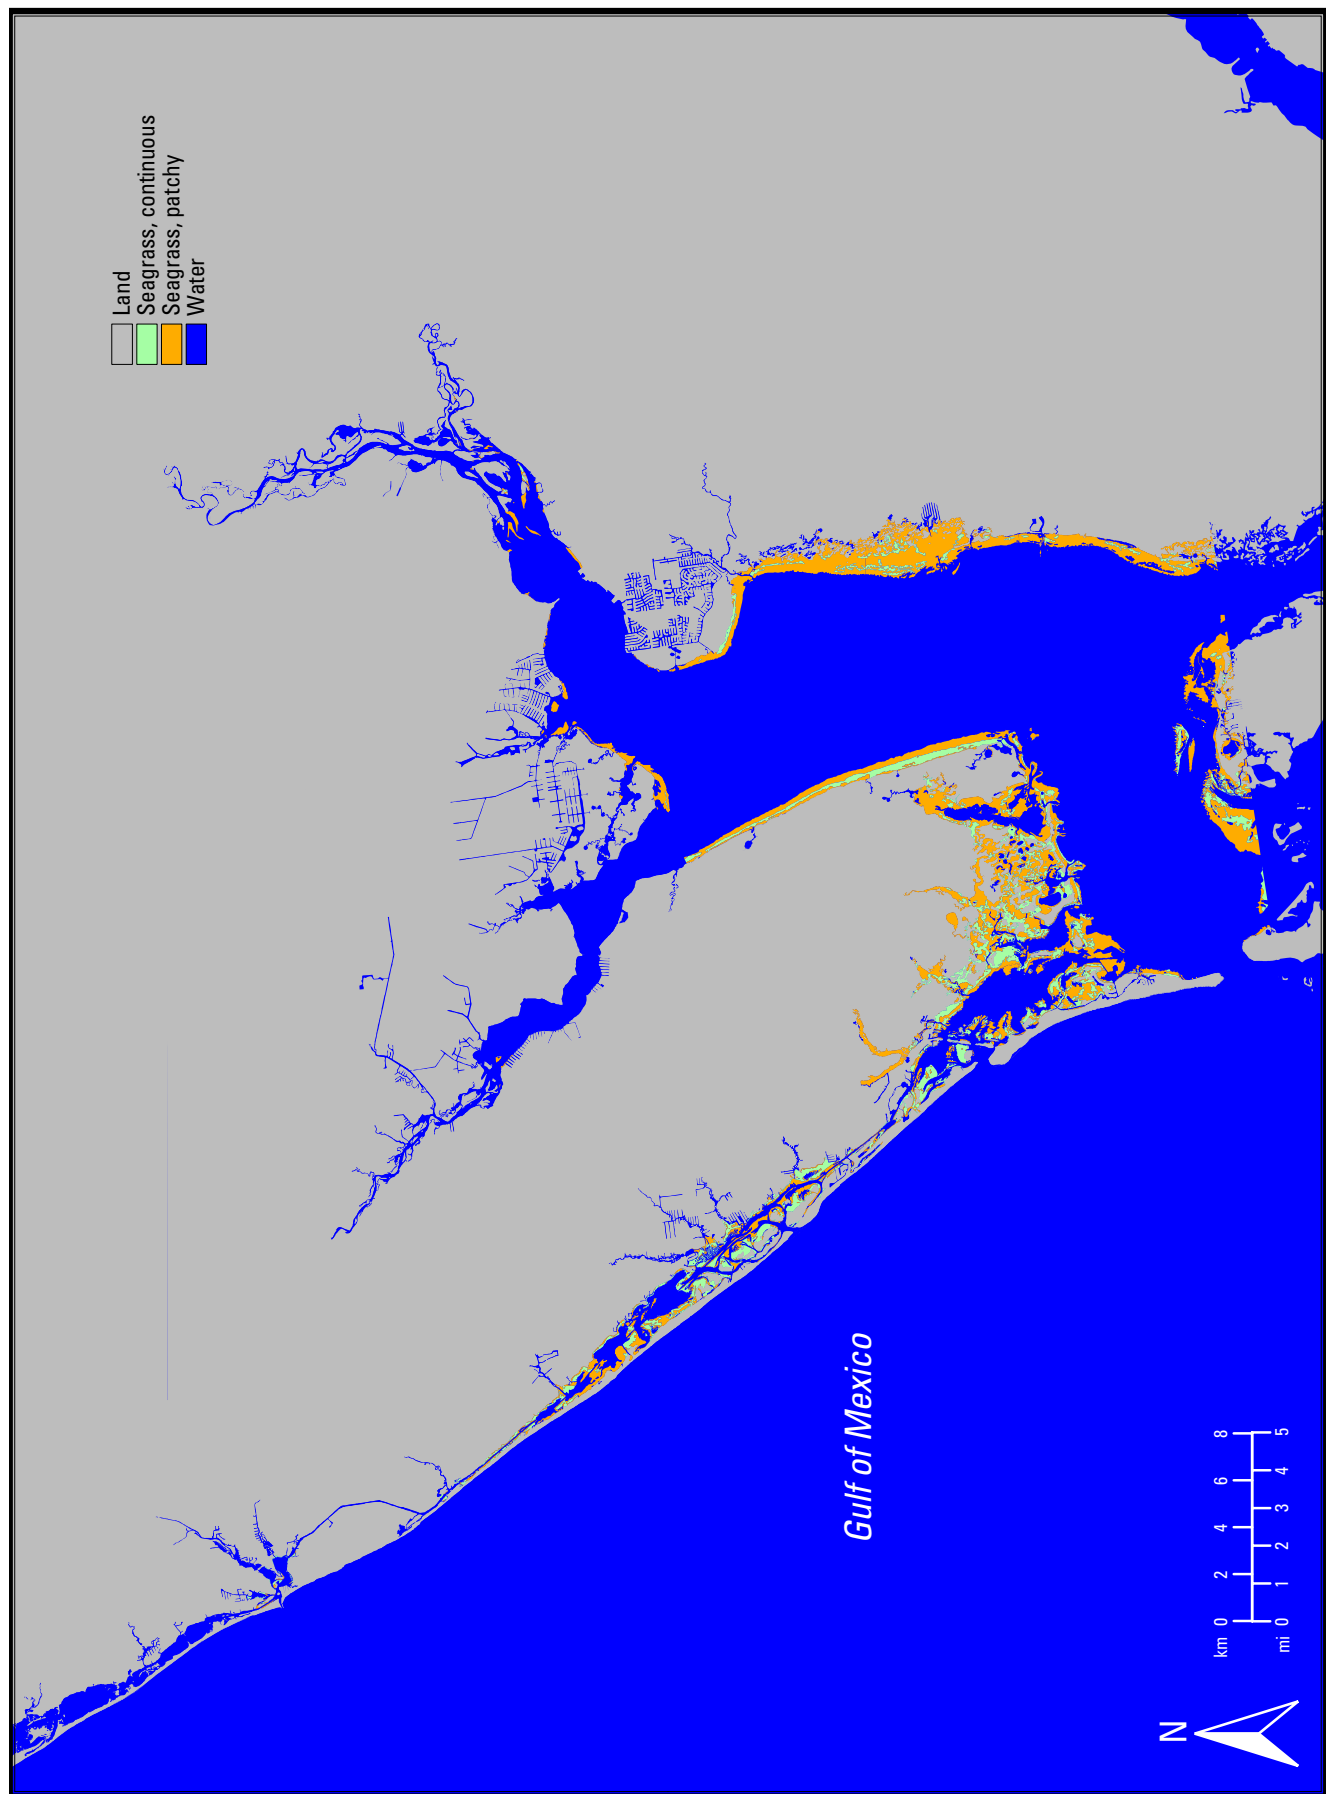 Land
Seagrass, continuous
Seagrass, patchy
Water
Gulf of Mexico
km 0 2 4 6 8
mi 0 1 2 3 4 5
N